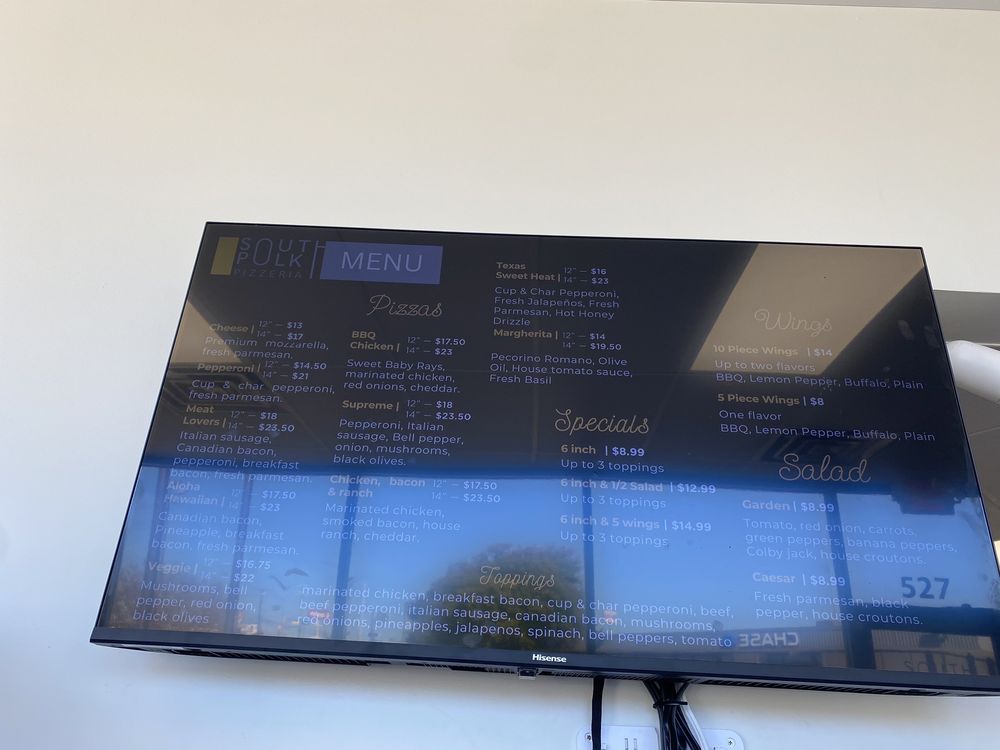 SOUTH
POLK
PIZZERIA
MENU
Pizzas
Cheese | 12" — $13
14" — $17
Premium mozzarella,
fresh parmesan,
Pepperoni | 12" — $14.50
14" — $21
Cup & char pepperoni,
fresh parmesan.
Meat
Lovers | 12" — $18
14" — $23.50
Italian sausage,
Canadian bacon,
pepperoni, breakfast
bacon, fresh parmesan.
Aloha
Hawaiian | 12" — $17.50
14" — $23
Canadian bacon,
Pineapple, breakfast
bacon, fresh parmesan.
Veggie | 12" — $16.75
14" — $22
Mushrooms, bell
pepper, red onion,
black olives
BBQ
Chicken | 12" — $17.50
14" — $23
Sweet Baby Rays,
marinated chicken,
red onions, cheddar.
Supreme | 12" — $18
14" — $23.50
Pepperoni, Italian
sausage, Bell pepper,
onion, mushrooms,
black olives.
Chicken, bacon
& ranch 12" — $17.50
14" — $23.50
Marinated chicken,
smoked bacon, house
ranch, cheddar.
Texas
Sweet Heat | 12" — $16
14" — $23
Cup & Char Pepperoni,
Fresh Jalapeños, Fresh
Parmesan, Hot Honey
Drizzle
Margherita | 12" — $14
14" — $19.50
Pecorino Romano, Olive
Oil, House tomato sauce,
Fresh Basil
Specials
6 inch | $8.99
Up to 3 toppings
6 inch & 1/2 Salad | $12.99
Up to 3 toppings
6 inch & 5 wings | $14.99
Up to 3 toppings
Wings
10 Piece Wings | $14
Up to two flavors
BBQ, Lemon Pepper, Buffalo, Plain
5 Piece Wings | $8
One flavor
BBQ, Lemon Pepper, Buffalo, Plain
Salad
Garden | $8.99
Tomato, red onion, carrots,
green peppers, banana peppers,
Colby jack, house croutons.
Caesar | $8.99
Fresh parmesan, black
pepper, house croutons.
Toppings
marinated chicken, breakfast bacon, cup & char pepperoni, beef,
beef pepperoni, italian sausage, canadian bacon, mushrooms,
red onions, pineapples, jalapenos, spinach, bell peppers, tomato
527
CHASE
Hisense